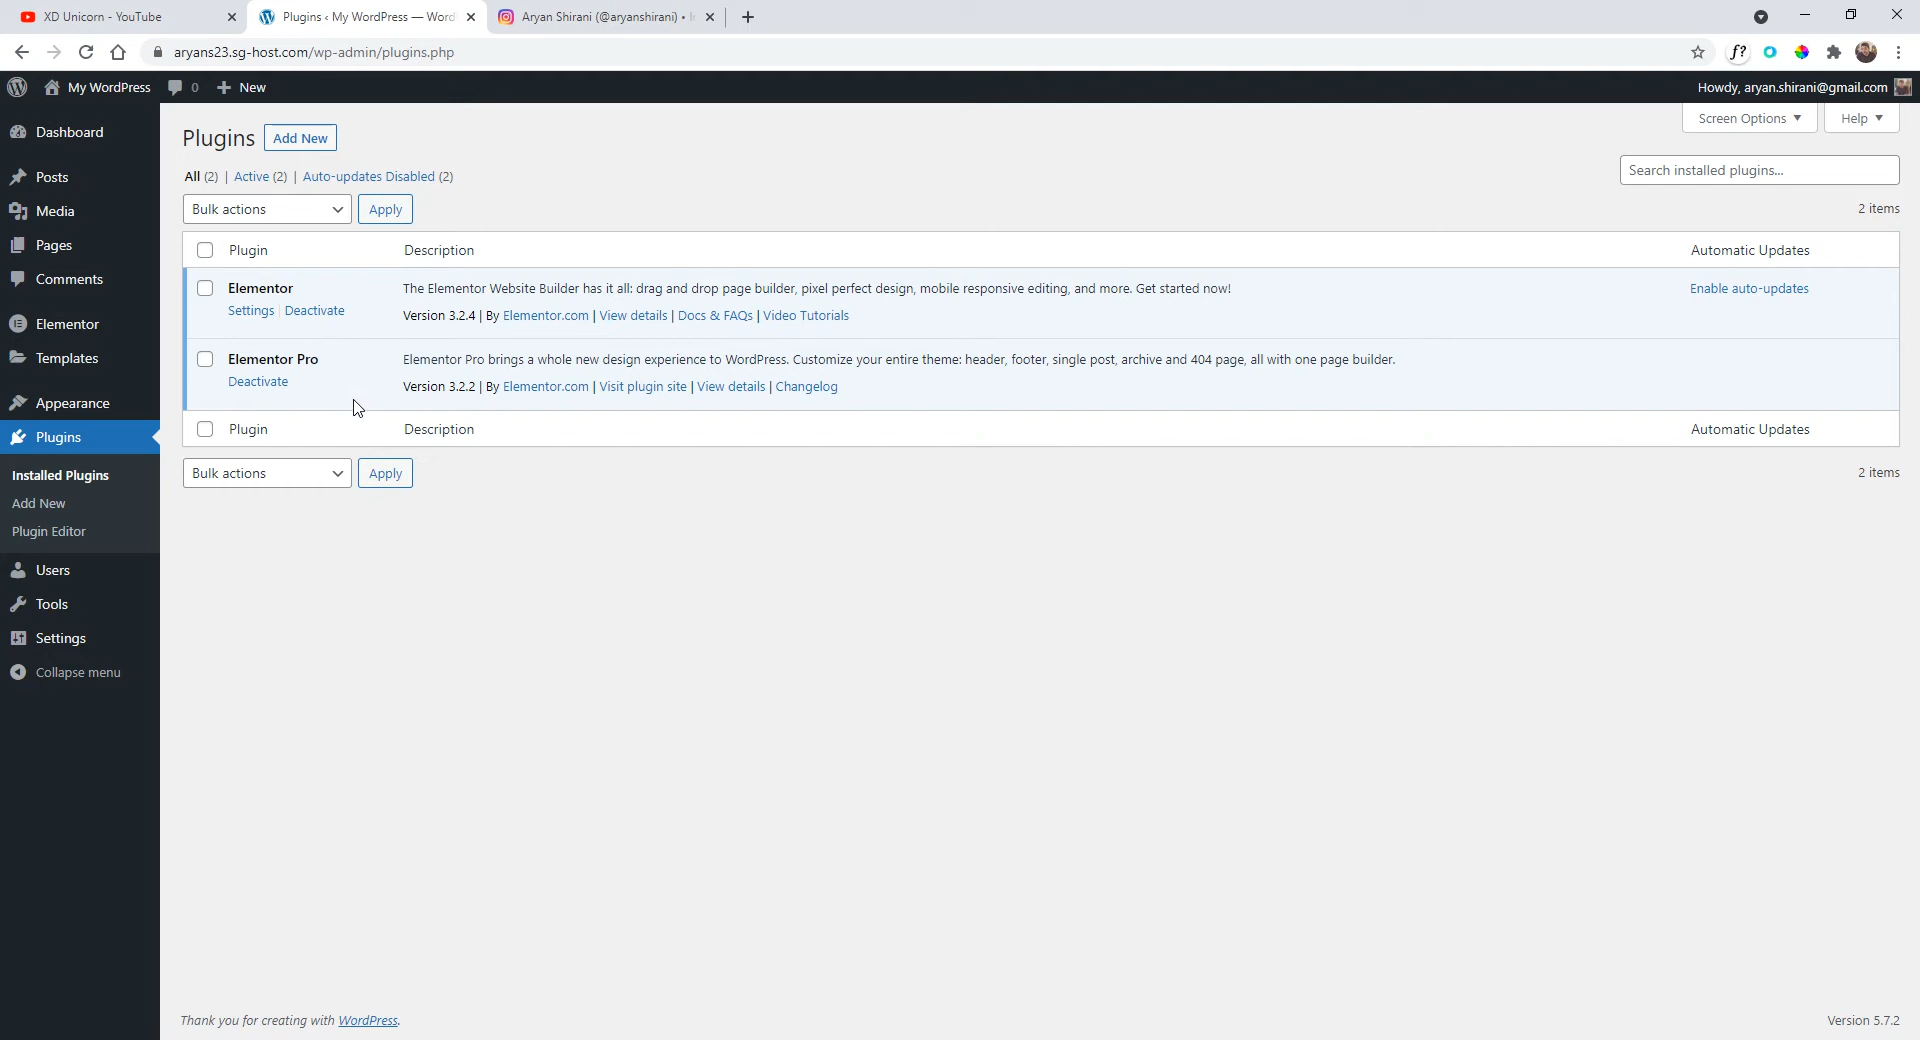 XD Unicorn - YouTube
Plugins ‹ My WordPress — Word
Aryan Shirani (@aryanshirani) •
aryans23.sg-host.com/wp-admin/plugins.php
f?
My WordPress 0 New
Howdy, aryan.shirani@gmail.com
Dashboard
Posts
Media
Pages
Comments
Elementor
Templates
Appearance
Plugins
Installed Plugins
Add New
Plugin Editor
Users
Tools
Settings
Collapse menu
Screen Options
Help
Plugins Add New
All (2) | Active (2) | Auto-updates Disabled (2)
Search installed plugins...
Bulk actions Apply
2 items
Plugin Description Automatic Updates
Elementor The Elementor Website Builder has it all: drag and drop page builder, pixel perfect design, mobile responsive editing, and more. Get started now! Enable auto-updates
Settings | Deactivate Version 3.2.4 | By Elementor.com | View details | Docs & FAQs | Video Tutorials
Elementor Pro Elementor Pro brings a whole new design experience to WordPress. Customize your entire theme: header, footer, single post, archive and 404 page, all with one page builder.
Deactivate Version 3.2.2 | By Elementor.com | Visit plugin site | View details | Changelog
Plugin Description Automatic Updates
Bulk actions Apply
2 items
Thank you for creating with WordPress.
Version 5.7.2